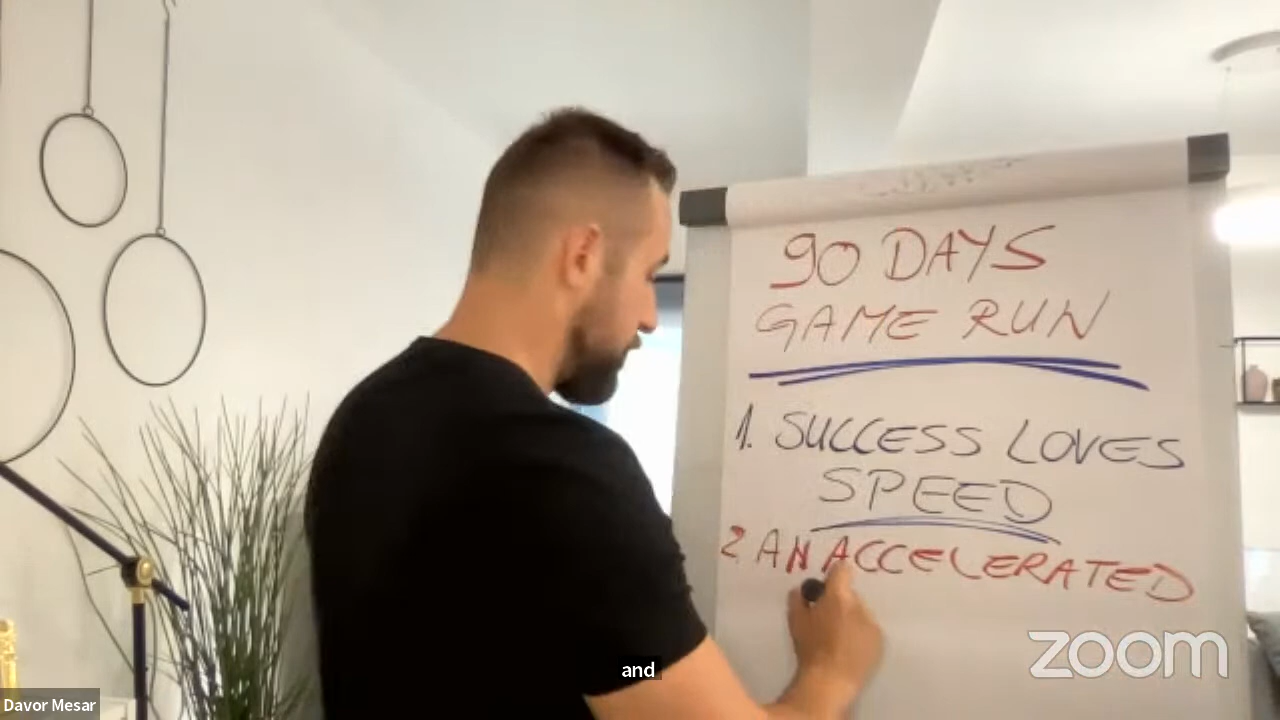 90 DAYS
GAME RUN
1. SUCCESS LOVES
SPEED
2 AN ACCELERATED
zoom
and
Davor Mesar